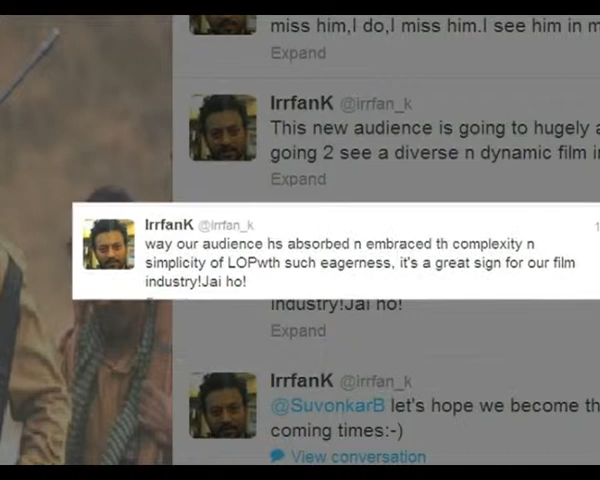 miss him,I do,I miss him.I see him in m
Expand
IrrfanK @irrfan_k
This new audience is going to hugely
going 2 see a diverse n dynamic film in
Expand
IrrfanK @irrfan_k
way our audience hs absorbed n embraced th complexity n
simplicity of LOPwth such eagerness, it's a great sign for our film
industry!Jai ho!
industry!Jai ho!
Expand
IrrfanK @irrfan_k
@SuvonkarB let's hope we become th
coming times:-)
View conversation